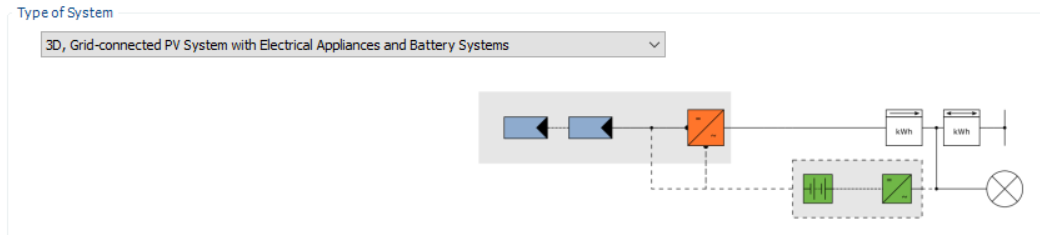 Type of System
3D, Grid-connected PV System with Electrical Appliances and Battery Systems
kWh
kWh